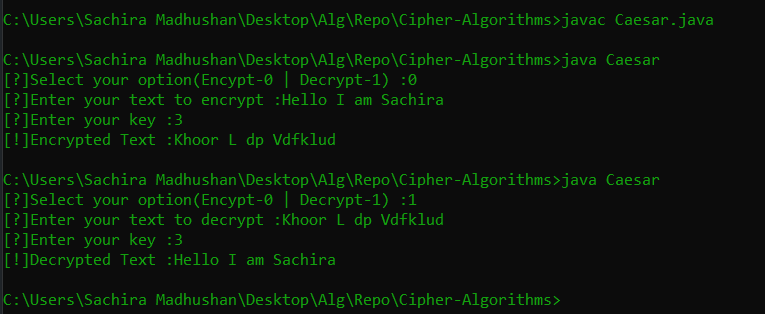 C:\Users\Sachira Madhushan\Desktop\Alg\Repo\Cipher-Algorithms>javac Caesar.java
C:\Users\Sachira Madhushan\Desktop\Alg\Repo\Cipher-Algorithms>java Caesar
[?]Select your option(Encypt-0 | Decrypt-1) :0
[?]Enter your text to encrypt :Hello I am Sachira
[?]Enter your key :3
[!]Encrypted Text :Khoor L dp Vdfklud
C:\Users\Sachira Madhushan\Desktop\Alg\Repo\Cipher-Algorithms>java Caesar
[?]Select your option(Encypt-0 | Decrypt-1) :1
[?]Enter your text to decrypt :Khoor L dp Vdfklud
[?]Enter your key :3
[!]Decrypted Text :Hello I am Sachira
C:\Users\Sachira Madhushan\Desktop\Alg\Repo\Cipher-Algorithms>